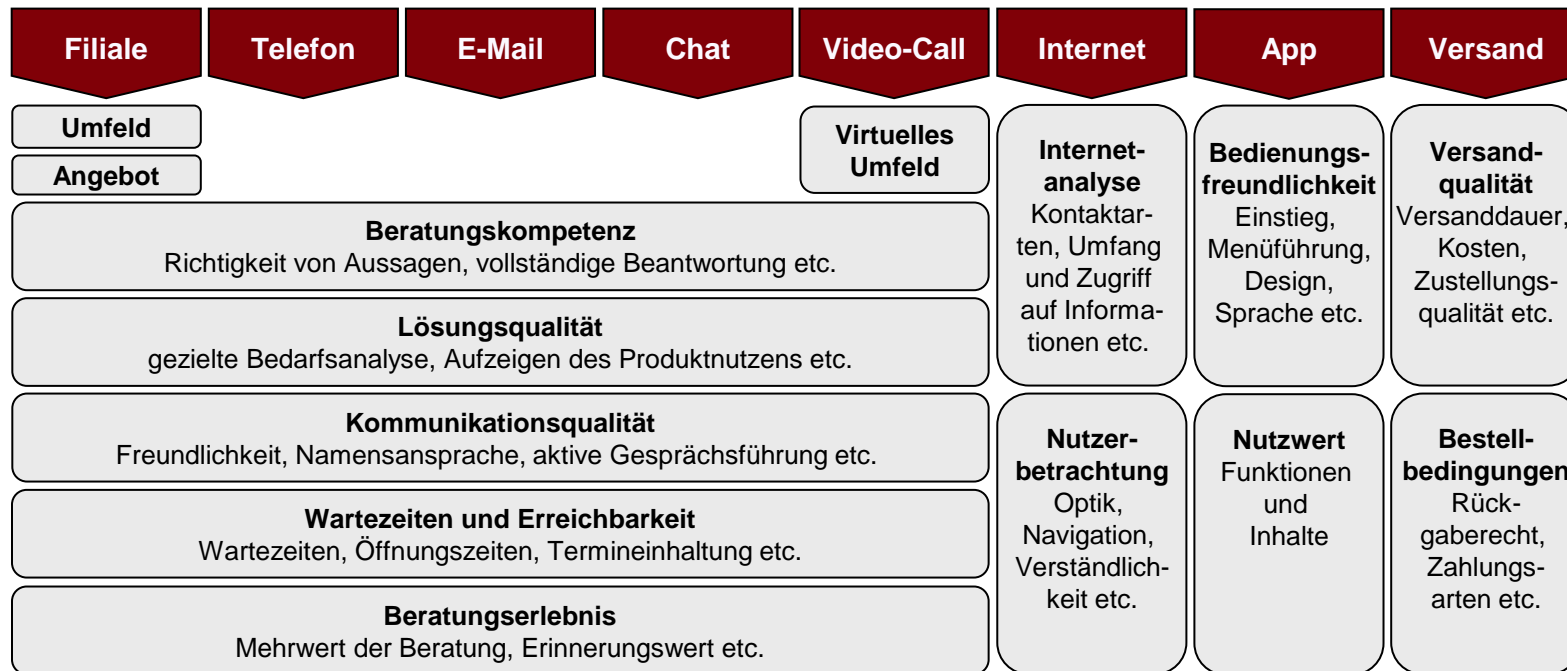 Filiale
Telefon
E-Mail
Chat
Video-Call
Internet
App
Versand
Umfeld
Angebot
Virtuelles
Umfeld
Beratungskompetenz
Richtigkeit von Aussagen, vollständige Beantwortung etc.
Lösungsqualität
gezielte Bedarfsanalyse, Aufzeigen des Produktnutzens etc.
Kommunikationsqualität
Freundlichkeit, Namensansprache, aktive Gesprächsführung etc.
Wartezeiten und Erreichbarkeit
Wartezeiten, Öffnungszeiten, Termineinhaltung etc.
Beratungserlebnis
Mehrwert der Beratung, Erinnerungswert etc.
Internet-
analyse
Kontaktar-
ten, Umfang
und Zugriff
auf Informa-
tionen etc.
Nutzer-
betrachtung
Optik,
Navigation,
Verständlich-
keit etc.
Bedienungs-
freundlichkeit
Einstieg,
Menüführung,
Design,
Sprache etc.
Nutzwert
Funktionen
und
Inhalte
Versand-
qualität
Versanddauer,
Kosten,
Zustellungs-
qualität etc.
Bestell-
bedingungen
Rück-
gaberecht,
Zahlungs-
arten etc.